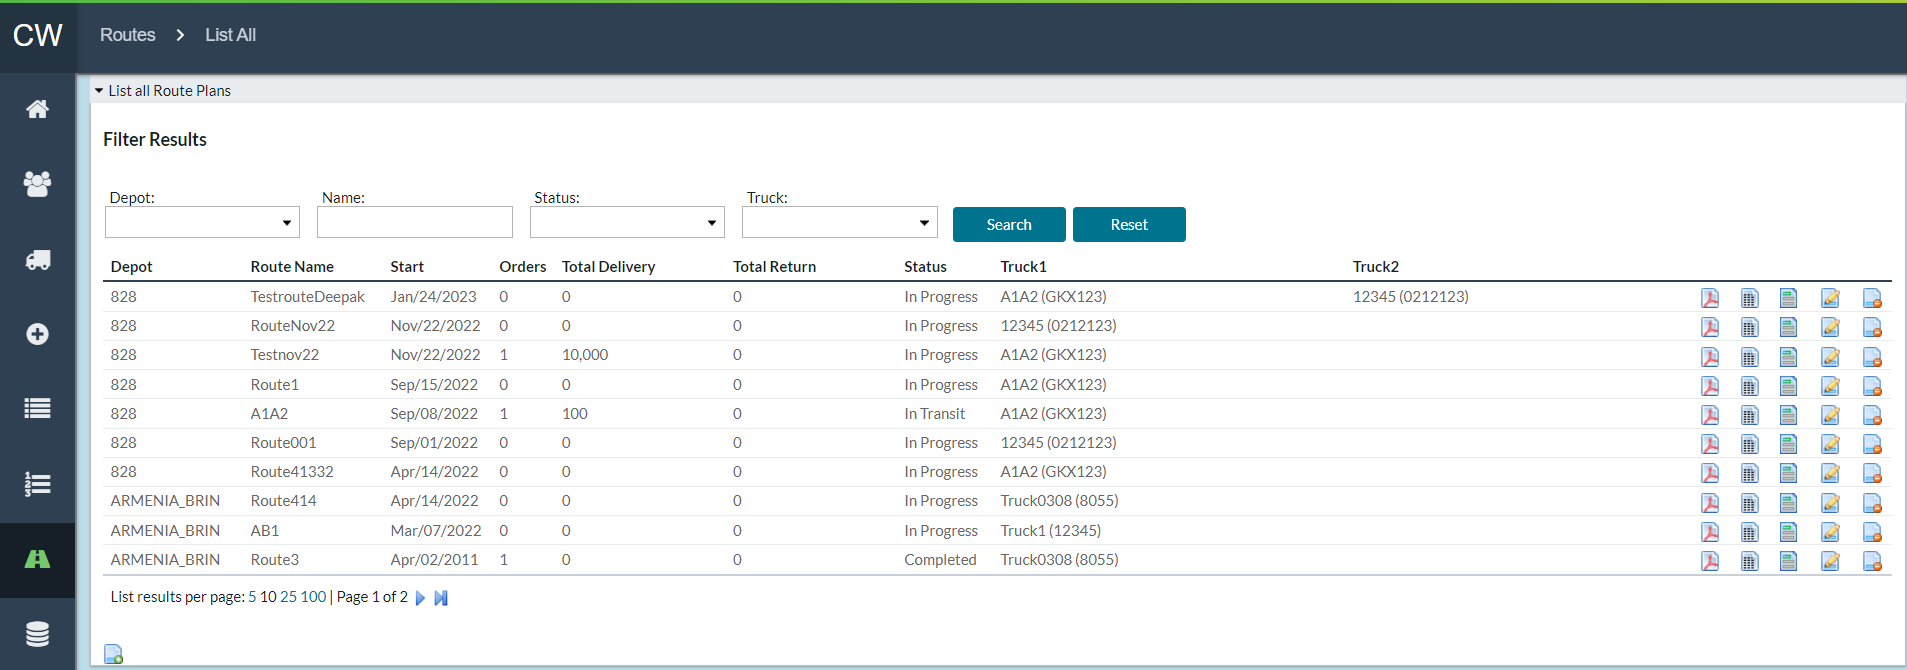 CW Routes List All
List all Route Plans
Filter Results
Depot: Name: Status: Truck:
Search Reset
Depot Route Name Start Orders Total Delivery Total Return Status Truck1 Truck2
828 TestrouteDeepak Jan/24/2023 0 0 0 In Progress A1A2 (GKX123) 12345 (0212123)
828 RouteNov22 Nov/22/2022 0 0 0 In Progress 12345 (0212123)
828 Testnov22 Nov/22/2022 1 10,000 0 In Progress A1A2 (GKX123)
828 Route1 Sep/15/2022 0 0 0 In Progress A1A2 (GKX123)
828 A1A2 Sep/08/2022 1 100 0 In Transit A1A2 (GKX123)
828 Route001 Sep/01/2022 0 0 0 In Progress 12345 (0212123)
828 Route41332 Apr/14/2022 0 0 0 In Progress A1A2 (GKX123)
ARMENIA_BRIN Route414 Apr/14/2022 0 0 0 In Progress Truck0308 (8055)
ARMENIA_BRIN AB1 Mar/07/2022 0 0 0 In Progress Truck1 (12345)
ARMENIA_BRIN Route3 Apr/02/2011 1 0 0 Completed Truck0308 (8055)
List results per page: 5 10 25 100 | Page 1 of 2